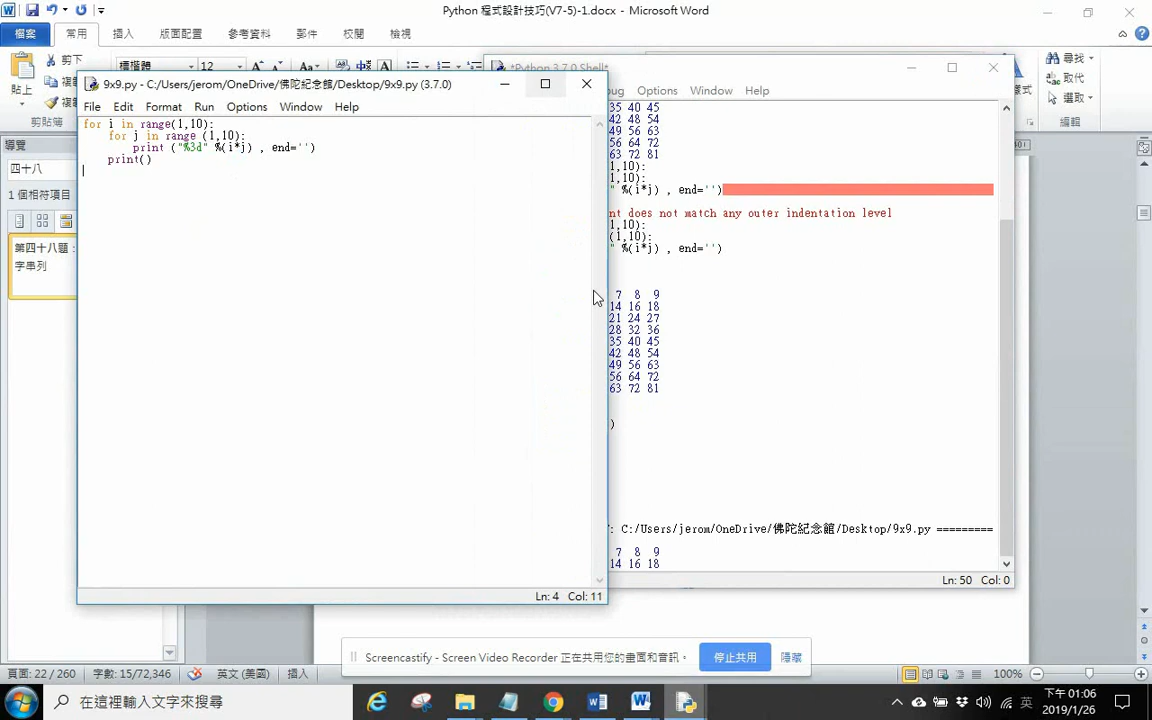 Python 程式設計技巧(V7-5)-1.docx - Microsoft Word
檔案
常用
插入
版面配置
參考資料
郵件
校閱
檢視
剪下
標楷體
12
*Python 3.7.0 Shell*
尋找
取代
選取
編輯
貼上
剪貼簿
9x9.py - C:/Users/jerom/OneDrive/佛陀紀念館/Desktop/9x9.py (3.7.0)
File Edit Format Run Options Window Help
for i in range(1,10):
    for j in range (1,10):
        print ("%3d" %(i*j) , end='')
    print()
Ln: 4 Col: 11
bug Options Window Help
35 40 45
42 48 54
49 56 63
56 64 72
63 72 81
(1,10):
(1,10):
" %(i*j) , end='')
nt does not match any outer indentation level
(1,10):
(1,10):
" %(i*j) , end='')
7 8 9
14 16 18
21 24 27
28 32 36
35 40 45
42 48 54
49 56 63
56 64 72
63 72 81
)
: C:/Users/jerom/OneDrive/佛陀紀念館/Desktop/9x9.py =========
7 8 9
14 16 18
Ln: 50 Col: 0
導覽
四十八
1 個相符項目
第四十八題：
字串列
Screencastify - Screen Video Recorder 正在共用您的畫面和音訊。
停止共用
隱藏
頁面: 22 / 260
字數: 15/72,346
英文 (美國)
插入
100%
在這裡輸入文字來搜尋
英
下午 01:06
2019/1/26